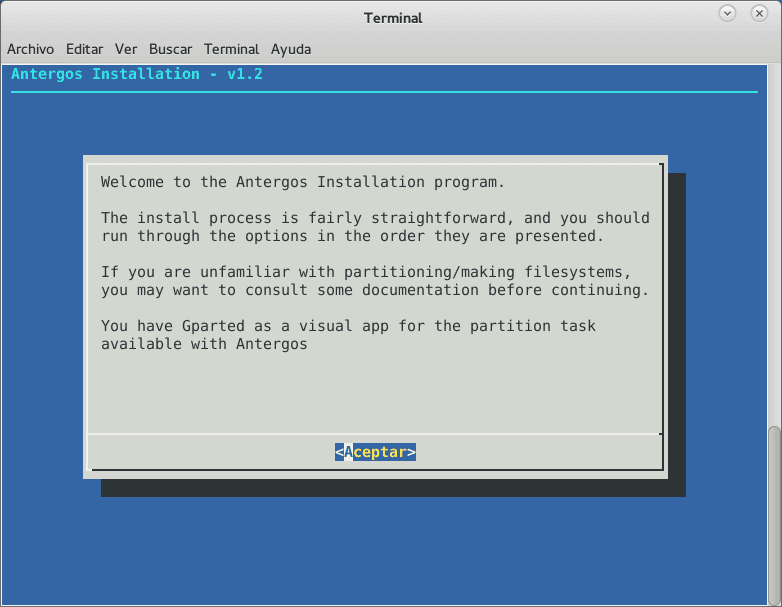 Terminal
Archivo Editar Ver Buscar Terminal Ayuda
Antergos Installation - v1.2
Welcome to the Antergos Installation program.
The install process is fairly straightforward, and you should
run through the options in the order they are presented.
If you are unfamiliar with partitioning/making filesystems,
you may want to consult some documentation before continuing.
You have Gparted as a visual app for the partition task
available with Antergos
<Aceptar>